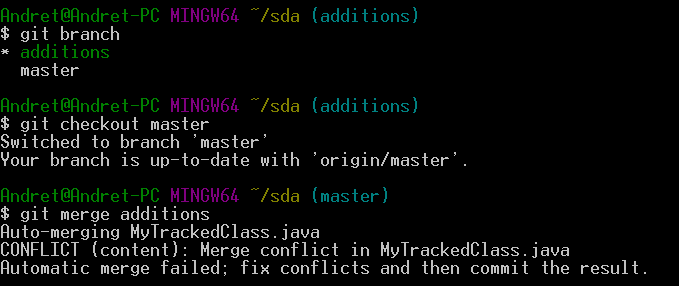 Andret@Andret-PC MINGW64 ~/sda (additions)
$ git branch
* additions
  master
Andret@Andret-PC MINGW64 ~/sda (additions)
$ git checkout master
Switched to branch 'master'
Your branch is up-to-date with 'origin/master'.
Andret@Andret-PC MINGW64 ~/sda (master)
$ git merge additions
Auto-merging MyTrackedClass.java
CONFLICT (content): Merge conflict in MyTrackedClass.java
Automatic merge failed; fix conflicts and then commit the result.